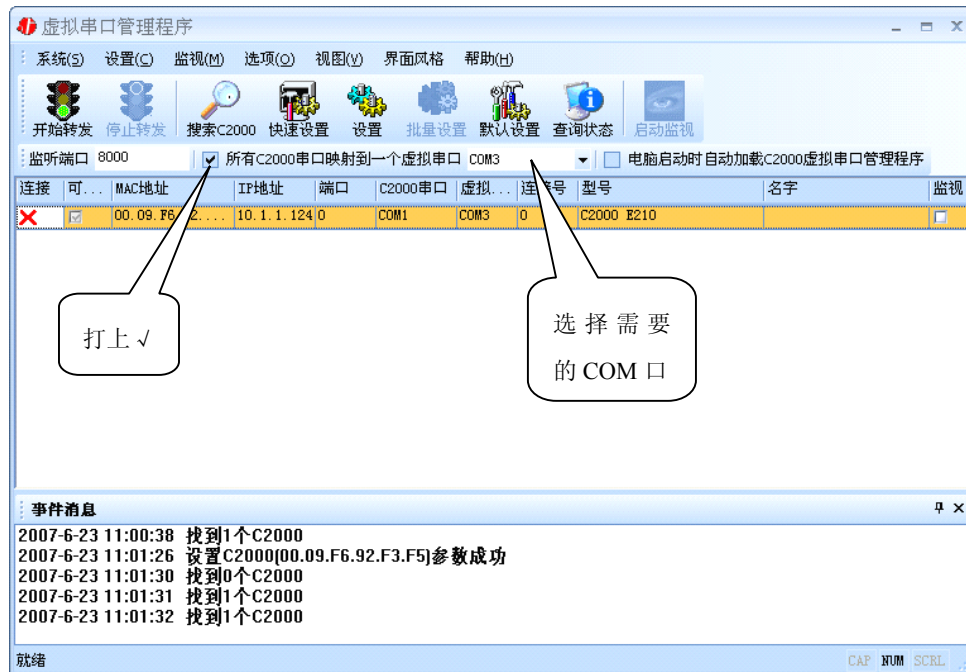 虚拟串口管理程序
系统(S) 设置(C) 监视(M) 选项(O) 视图(V) 界面风格 帮助(H)
开始转发 停止转发 搜索C2000 快速设置 设置 批量设置 默认设置 查询状态 启动监视
监听端口 8000 所有C2000串口映射到一个虚拟串口 COM3 电脑启动时自动加载C2000虚拟串口管理程序
连接 可... MAC地址 IP地址 端口 C2000串口 虚拟... 型号 名字 监视
00.09.F6 10.1.1.124 0 COM1 COM3 0 C2000 E210
打上√
选择需要
的COM口
事件消息
2007-6-23 11:00:38 找到1个C2000
2007-6-23 11:01:26 设置C2000(00.09.F6.92.F3.F5)参数成功
2007-6-23 11:01:30 找到0个C2000
2007-6-23 11:01:31 找到1个C2000
2007-6-23 11:01:32 找到1个C2000
就绪 CAP NUM SCRL